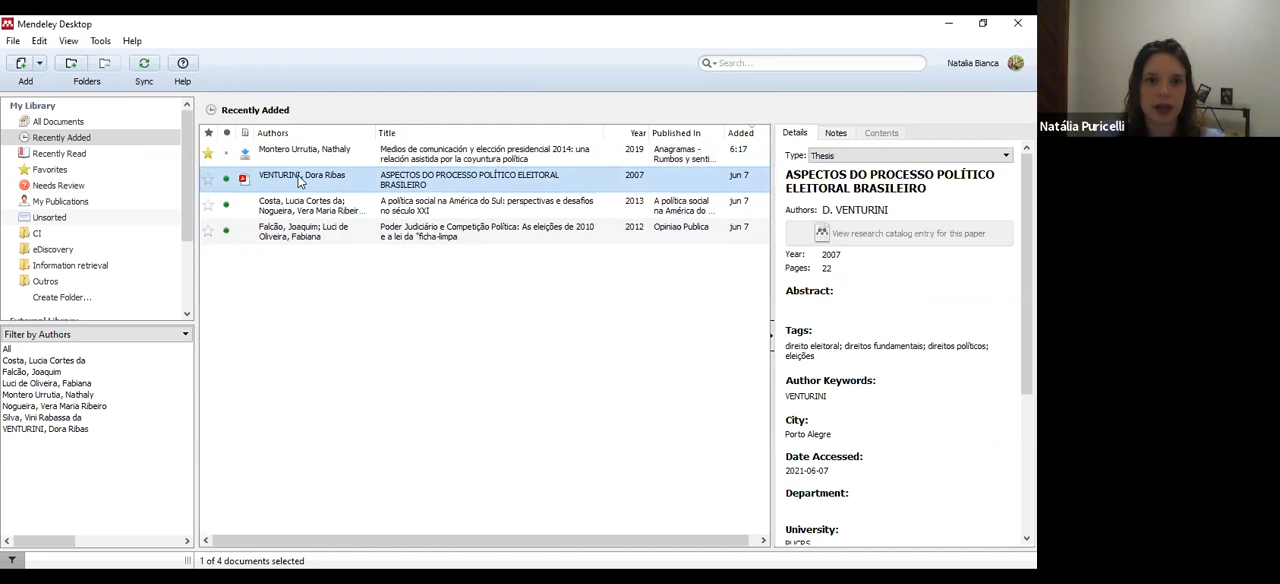 Mendeley Desktop
File Edit View Tools Help
Add Folders Sync Help
Search...
Natalia Bianca
My Library
All Documents
Recently Added
Recently Read
Favorites
Needs Review
My Publications
Unsorted
CI
eDiscovery
Information retrieval
Outros
Create Folder...
Filter by Authors
All
Costa, Lucia Cortes da
Falcão, Joaquim
Luci de Oliveira, Fabiana
Montero Urrutia, Nathaly
Nogueira, Vera Maria Ribeiro
Silva, Vini Rabassa da
VENTURINI, Dora Ribas
Recently Added
Authors Title Year Published In Added
Montero Urrutia, Nathaly Medios de comunicación y elección presidencial 2014: una 2019 Anagramas - 6:17
relación asistida por la coyuntura política Rumbos y senti...
VENTURINI, Dora Ribas ASPECTOS DO PROCESSO POLÍTICO ELEITORAL 2007 jun 7
BRASILEIRO
Costa, Lucia Cortes da; A política social na América do Sul: perspectivas e desafios 2013 A política social jun 7
Nogueira, Vera Maria Ribeir... no século XXI na América do ...
Falcão, Joaquim; Luci de Poder Judiciário e Competição Política: As eleições de 2010 2012 Opiniao Publica jun 7
Oliveira, Fabiana e a lei da "ficha-limpa
1 of 4 documents selected
Details Notes Contents
Type: Thesis
ASPECTOS DO PROCESSO POLÍTICO
ELEITORAL BRASILEIRO
Authors: D. VENTURINI
View research catalog entry for this paper
Year: 2007
Pages: 22
Abstract:
Tags:
direito eleitoral; direitos fundamentais; direitos políticos;
eleições
Author Keywords:
VENTURINI
City:
Porto Alegre
Date Accessed:
2021-06-07
Department:
University:
PUCRS
Natália Puricelli